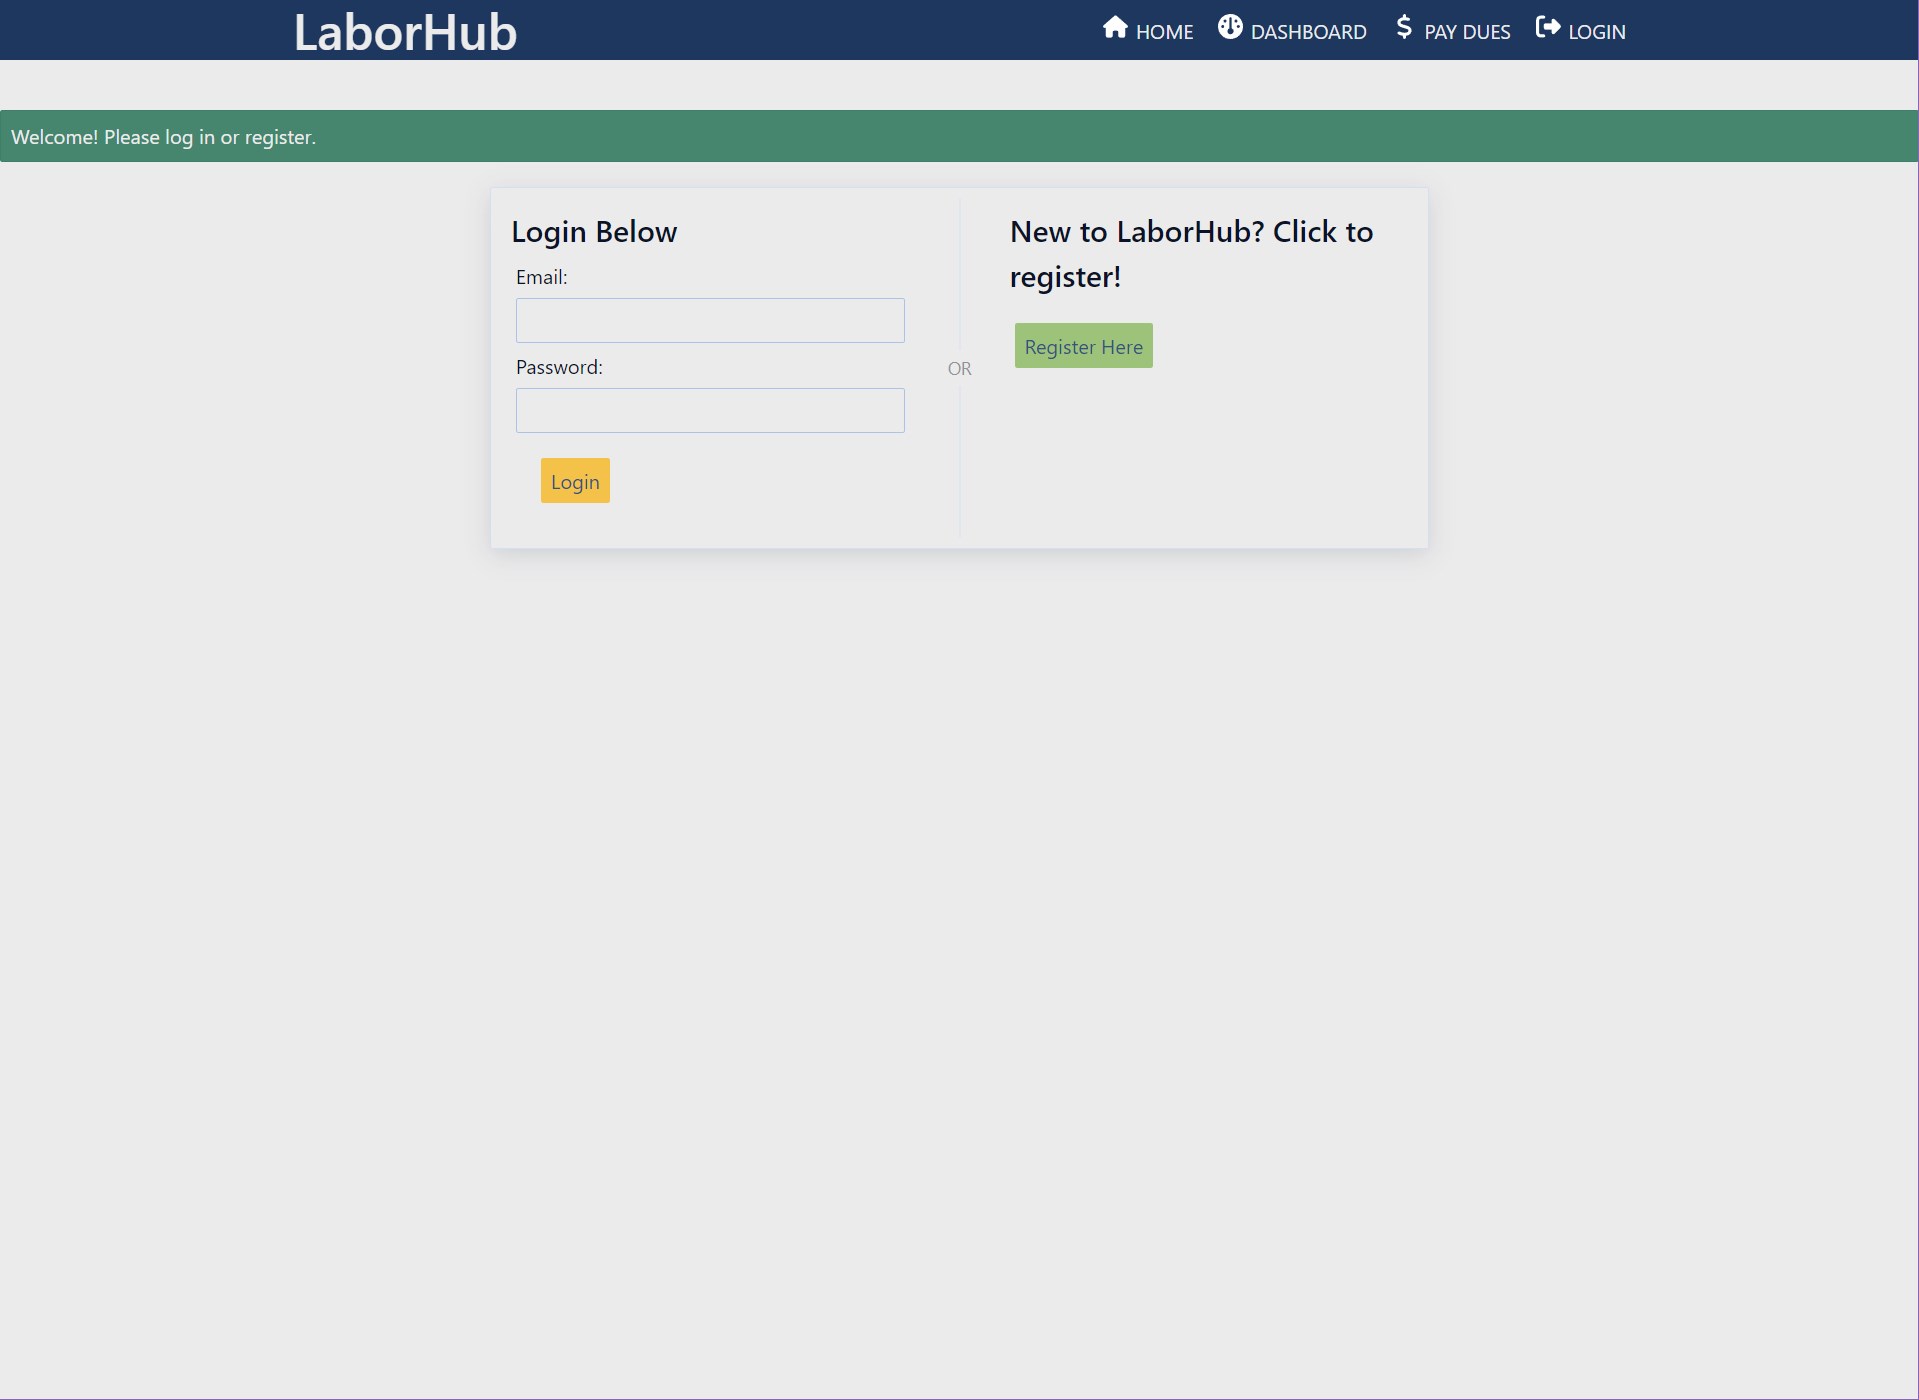 LaborHub
HOME DASHBOARD PAY DUES LOGIN
Welcome! Please log in or register.
Login Below
Email:
Password:
Login
OR
New to LaborHub? Click to
register!
Register Here